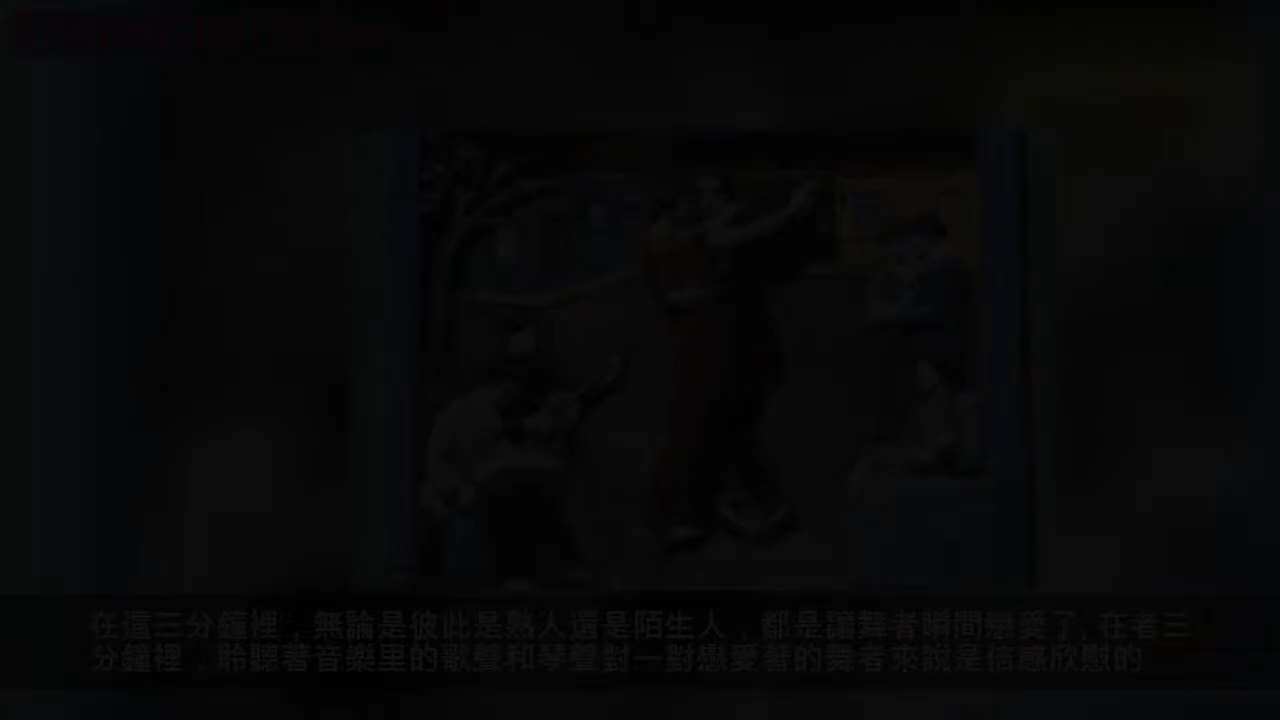 在這三分鐘裡，無論是彼此是熟人還是陌生人，都是讓舞者瞬間戀愛了, 在者三
分鐘裡，聆聽著音樂里的歌聲和琴聲對一對戀愛著的舞者來說是倍感欣慰的